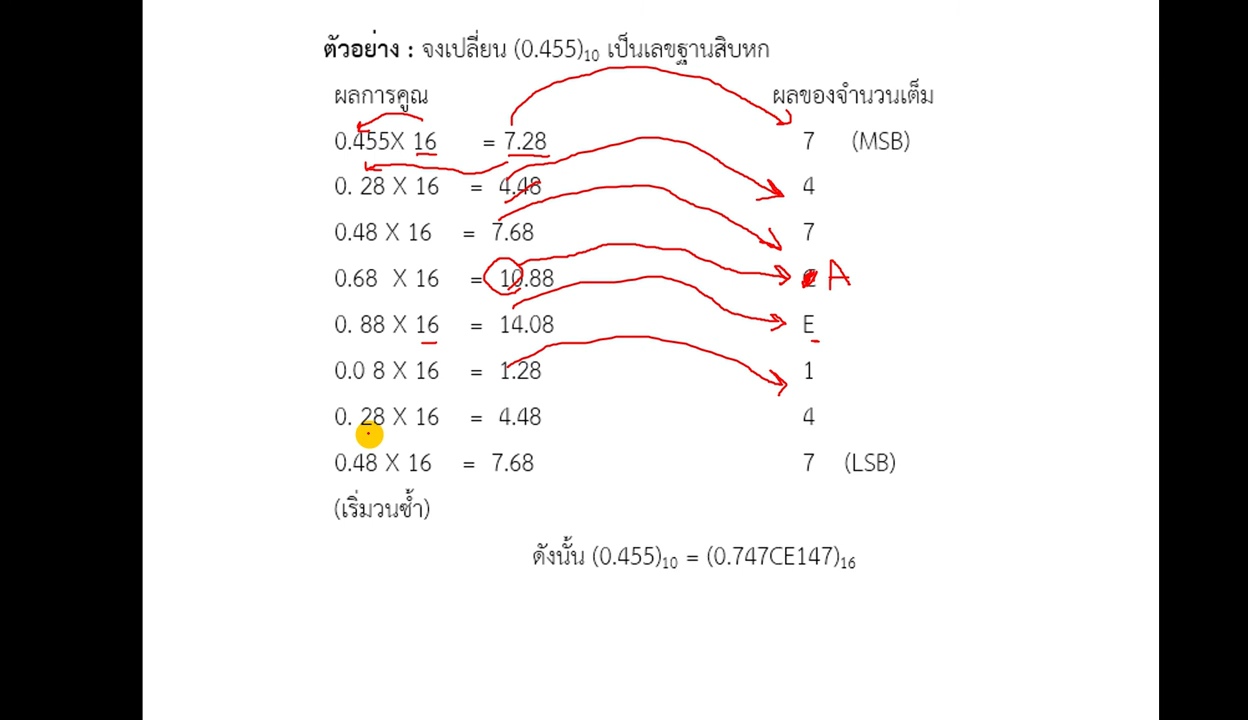 ตัวอย่าง : จงเปลี่ยน (0.455)10 เป็นเลขฐานสิบหก
ผลการคูณ ผลของจำนวนเต็ม
0.455X 16 = 7.28 7 (MSB)
0. 28 X 16 = 4.48 4
0.48 X 16 = 7.68 7
0.68 X 16 = 10.88 A
0. 88 X 16 = 14.08 E
0.0 8 X 16 = 1.28 1
0. 28 X 16 = 4.48 4
0.48 X 16 = 7.68 7 (LSB)
(เริ่มวนซ้ำ)
ดังนั้น (0.455)10 = (0.747CE147)16